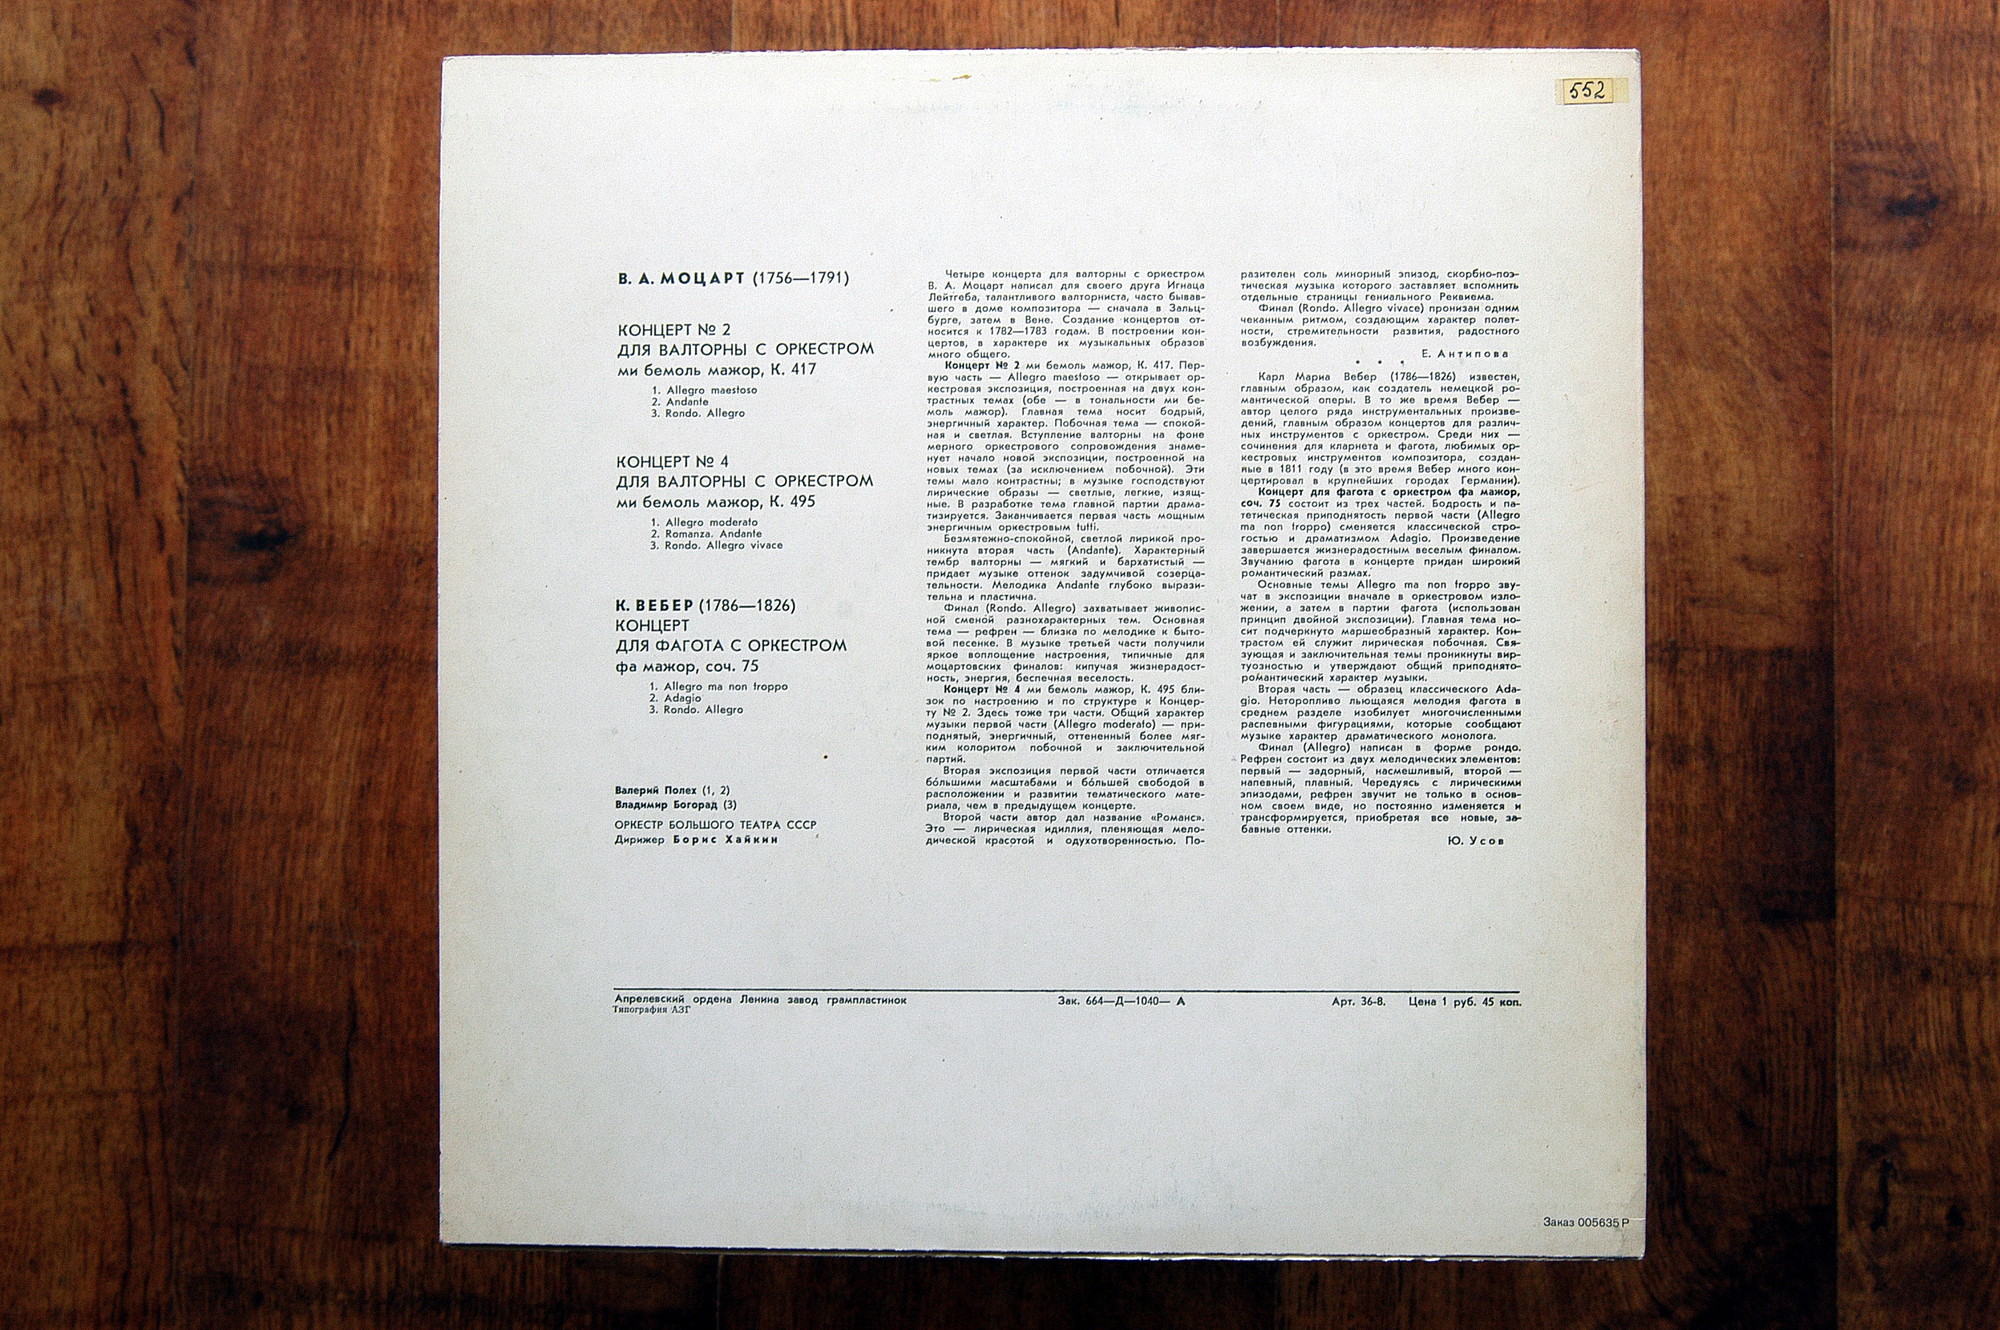 552
В. А. МОЦАРТ (1756—1791)
КОНЦЕРТ № 2
ДЛЯ ВАЛТОРНЫ С ОРКЕСТРОМ
ми бемоль мажор, К. 417
1. Allegro maestoso
2. Andante
3. Rondo. Allegro
КОНЦЕРТ № 4
ДЛЯ ВАЛТОРНЫ С ОРКЕСТРОМ
ми бемоль мажор, К. 495
1. Allegro moderato
2. Romanza. Andante
3. Rondo. Allegro vivace
К. ВЕБЕР (1786—1826)
КОНЦЕРТ
ДЛЯ ФАГОТА С ОРКЕСТРОМ
фа мажор, соч. 75
1. Allegro ma non troppo
2. Adagio
3. Rondo. Allegro
Валерий Полех (1, 2)
Владимир Богорад (3)
ОРКЕСТР БОЛЬШОГО ТЕАТРА СССР
Дирижер Борис Хайкин
Четыре концерта для валторны с оркестром
В. А. Моцарт написал для своего друга Игнаца
Лейтгеба, талантливого валторниста, часто бывав-
шего в доме композитора — сначала в Зальц-
бурге, затем в Вене. Создание концертов от-
носится к 1782—1783 годам. В построении кон-
цертов, в характере их музыкальных образов
много общего.
Концерт № 2 ми бемоль мажор, К. 417. Пер-
вую часть — Allegro maestoso — открывает ор-
кестровая экспозиция, построенная на двух кон-
трастных темах (обе — в тональности ми бе-
моль мажор). Главная тема носит бодрый,
энергичный характер. Побочная тема — спокой-
ная и светлая. Вступление валторны на фоне
мерного оркестрового сопровождения знаме-
нует начало новой экспозиции, построенной на
новых темах (за исключением побочной). Эти
темы мало контрастны; в музыке господствуют
лирические образы — светлые, легкие, изящ-
ные. В разработке тема главной партии драма-
тизируется. Заканчивается первая часть мощным
энергичным оркестровым tutti.
Безмятежно-спокойной, светлой лирикой про-
никнута вторая часть (Andante). Характерный
тембр валторны — мягкий и бархатистый —
придает музыке оттенок задумчивой созерца-
тельности. Мелодика Andante глубоко вырази-
тельна и пластична.
Финал (Rondo. Allegro) захватывает живопис-
ной сменой разнохарактерных тем. Основная
тема — рефрен — близка по мелодике к быто-
вой песенке. В музыке третьей части получили
яркое воплощение настроения, типичные для
моцартовских финалов: кипучая жизнерадост-
ность, энергия, беспечная веселость.
Концерт № 4 ми бемоль мажор, К. 495 бли-
зок по настроению и по структуре к Концер-
ту № 2. Здесь тоже три части. Общий характер
музыки первой части (Allegro moderato) — при-
поднятый, энергичный, оттененный более мяг-
ким колоритом побочной и заключительной
партий.
Вторая экспозиция первой части отличается
бо́льшими масштабами и бо́льшей свободой в
расположении и развитии тематического мате-
риала, чем в предыдущем концерте.
Второй части автор дал название «Романс».
Это — лирическая идиллия, пленяющая мело-
дической красотой и одухотворенностью. По-
разителен соль минорный эпизод, скорбно-поэ-
тическая музыка которого заставляет вспомнить
отдельные страницы гениального Реквиема.
Финал (Rondo. Allegro vivace) пронизан одним
чеканным ритмом, создающим характер полет-
ности, стремительности развития, радостного
возбуждения.
Е. Антипова
• • •
Карл Мариа Вебер (1786—1826) известен,
главным образом, как создатель немецкой ро-
мантической оперы. В то же время Вебер —
автор целого ряда инструментальных произве-
дений, главным образом концертов для различ-
ных инструментов с оркестром. Среди них —
сочинения для кларнета и фагота, любимых ор-
кестровых инструментов композитора, создан-
ные в 1811 году (в это время Вебер много кон-
цертировал в крупнейших городах Германии).
Концерт для фагота с оркестром фа мажор,
соч. 75 состоит из трех частей. Бодрость и па-
тетическая приподнятость первой части (Allegro
ma non troppo) сменяется классической стро-
гостью и драматизмом Adagio. Произведение
завершается жизнерадостным веселым финалом.
Звучанию фагота в концерте придан широкий
романтический размах.
Основные темы Allegro ma non troppo зву-
чат в экспозиции вначале в оркестровом изло-
жении, а затем в партии фагота (использован
принцип двойной экспозиции). Главная тема но-
сит подчеркнуто маршеобразный характер. Кон-
трастом ей служит лирическая побочная. Свя-
зующая и заключительная темы проникнуты вир-
туозностью и утверждают общий приподнято-
романтический характер музыки.
Вторая часть — образец классического Ada-
gio. Неторопливо льющаяся мелодия фагота в
среднем разделе изобилует многочисленными
распевными фигурациями, которые сообщают
музыке характер драматического монолога.
Финал (Allegro) написан в форме рондо.
Рефрен состоит из двух мелодических элементов:
первый — задорный, насмешливый, второй —
напевный, плавный. Чередуясь с лирическими
эпизодами, рефрен звучит не только в основ-
ном своем виде, но постоянно изменяется и
трансформируется, приобретая все новые, за-
бавные оттенки.
Ю. Усов
Апрелевский ордена Ленина завод грампластинок Зак. 664—Д—1040— А Арт. 36-8. Цена 1 руб. 45 коп.
Типография АЗГ
Заказ 005635 Р